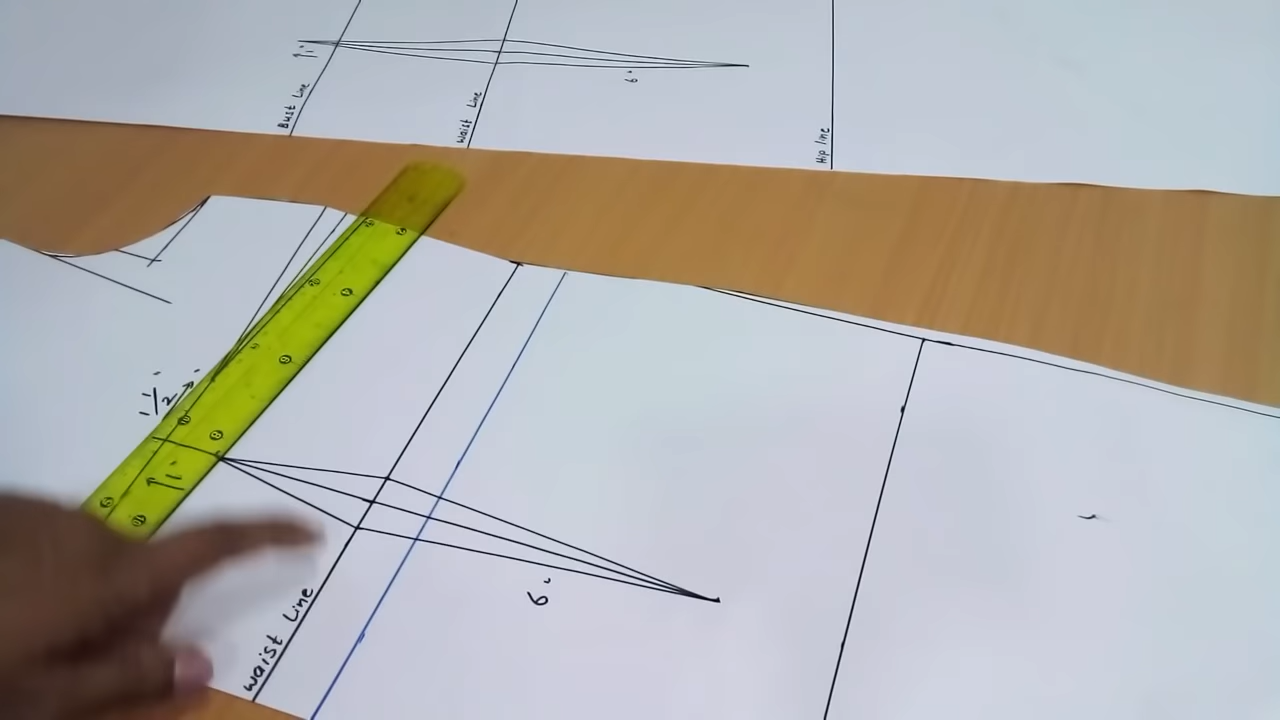 ↑1"
Bust Line
Waist Line
6"
Hip line
1 1/2"
↑1"
6"
Waist Line